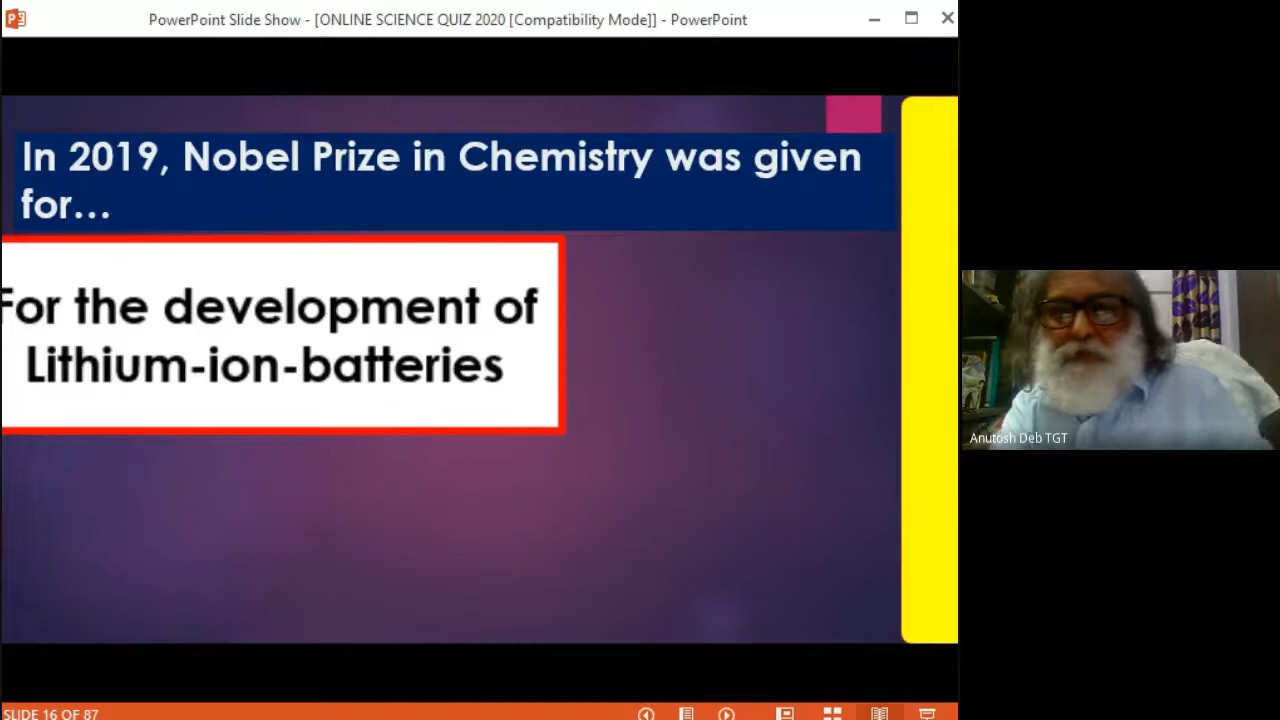 PowerPoint Slide Show - [ONLINE SCIENCE QUIZ 2020 [Compatibility Mode]] - PowerPoint
In 2019, Nobel Prize in Chemistry was given
for...
For the development of
Lithium-ion-batteries
Anutosh Deb TGT
SLIDE 16 OF 87